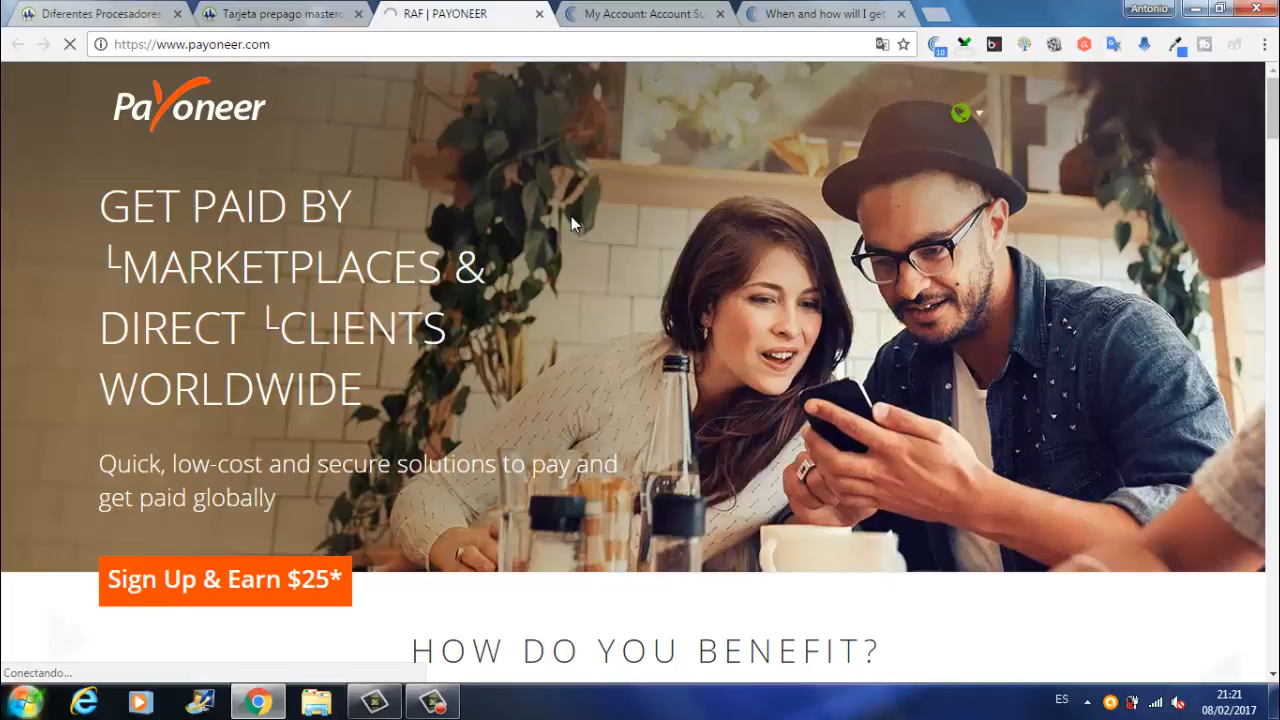 Diferentes Procesadores
Tarjeta prepago masterc
RAF | PAYONEER
My Account: Account Su
When and how will I get
Antonio
https://www.payoneer.com
10
Payoneer
GET PAID BY
└MARKETPLACES &
DIRECT └CLIENTS
WORLDWIDE
Quick, low-cost and secure solutions to pay and
get paid globally
Sign Up & Earn $25*
HOW DO YOU BENEFIT?
Conectando...
ES
21:21
08/02/2017